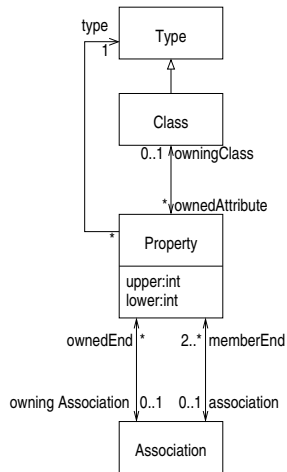 type
Type
1
Class
0..1 owningClass
* ownedAttribute
*
Property
upper:int
lower:int
ownedEnd * 2..* memberEnd
owning Association 0..1 0..1 association
Association